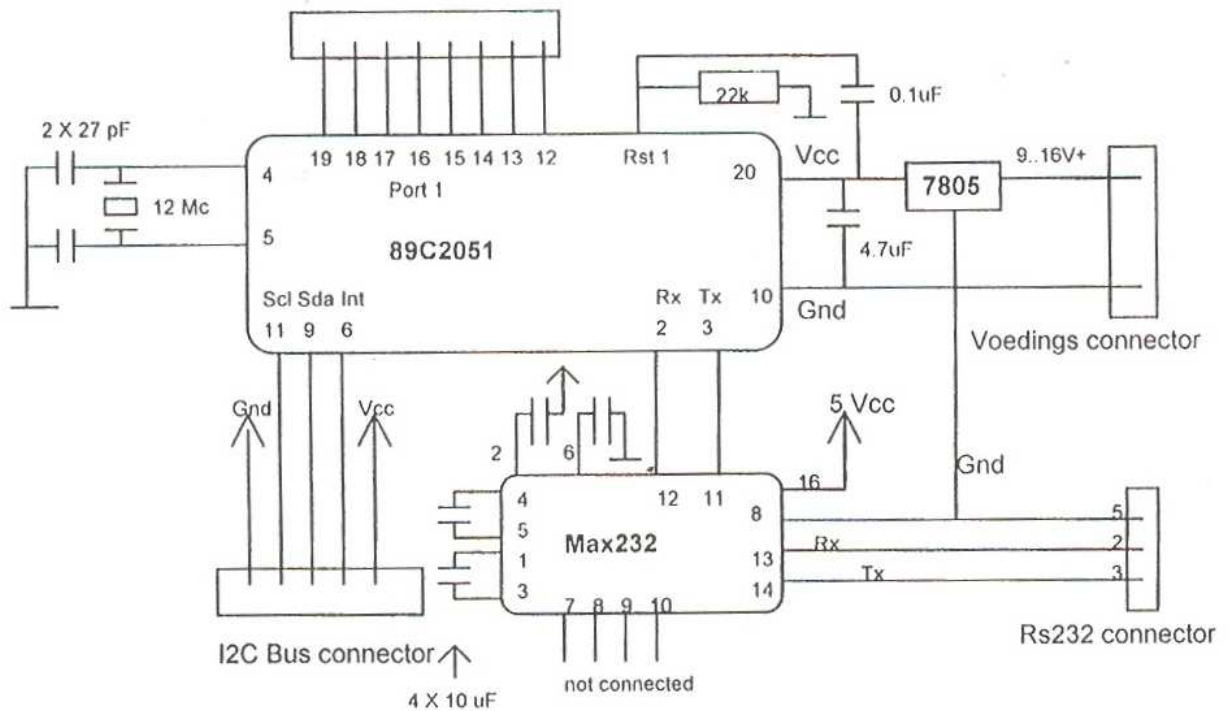 22k
0.1uF
2 X 27 pF
19 18 17 16 15 14 13 12
Rst 1
Vcc
9..16V+
4
20
7805
Port 1
12 Mc
5
89C2051
4.7uF
Scl Sda Int
Rx Tx
10
Gnd
11 9 6
2 3
Voedings connector
Gnd
Vcc
5 Vcc
2
6
Gnd
16
4
12 11
8
5
5
Max232
Rx
2
1
13
Tx
3
3
14
7 8 9 10
Rs232 connector
I2C Bus connector
not connected
4 X 10 uF